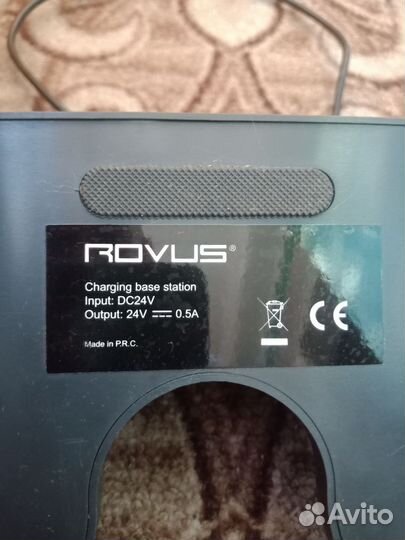 ROVUS®
Charging base station
Input: DC24V
Output: 24V ⎓ 0.5A
Made in P.R.C.
CE
Avito